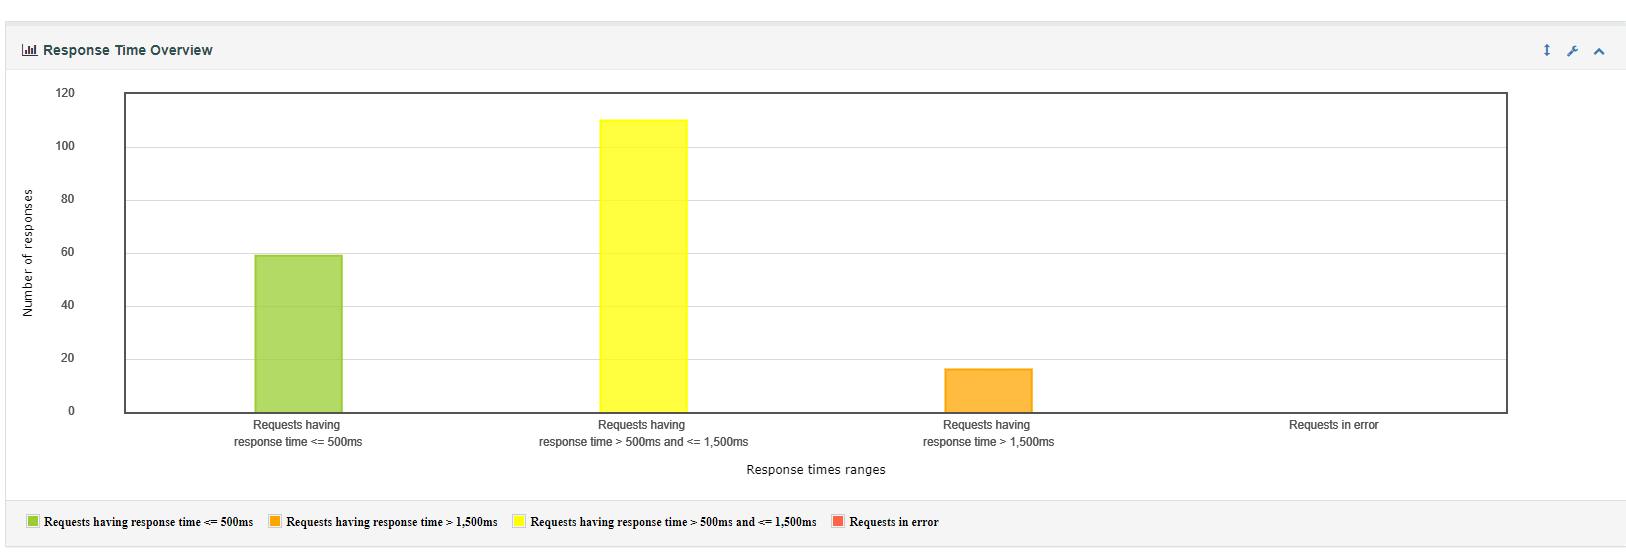 Response Time Overview
120
100
80
60
40
20
0
Number of responses
Requests having
response time <= 500ms
Requests having
response time > 500ms and <= 1,500ms
Requests having
response time > 1,500ms
Requests in error
Response times ranges
Requests having response time <= 500ms
Requests having response time > 1,500ms
Requests having response time > 500ms and <= 1,500ms
Requests in error